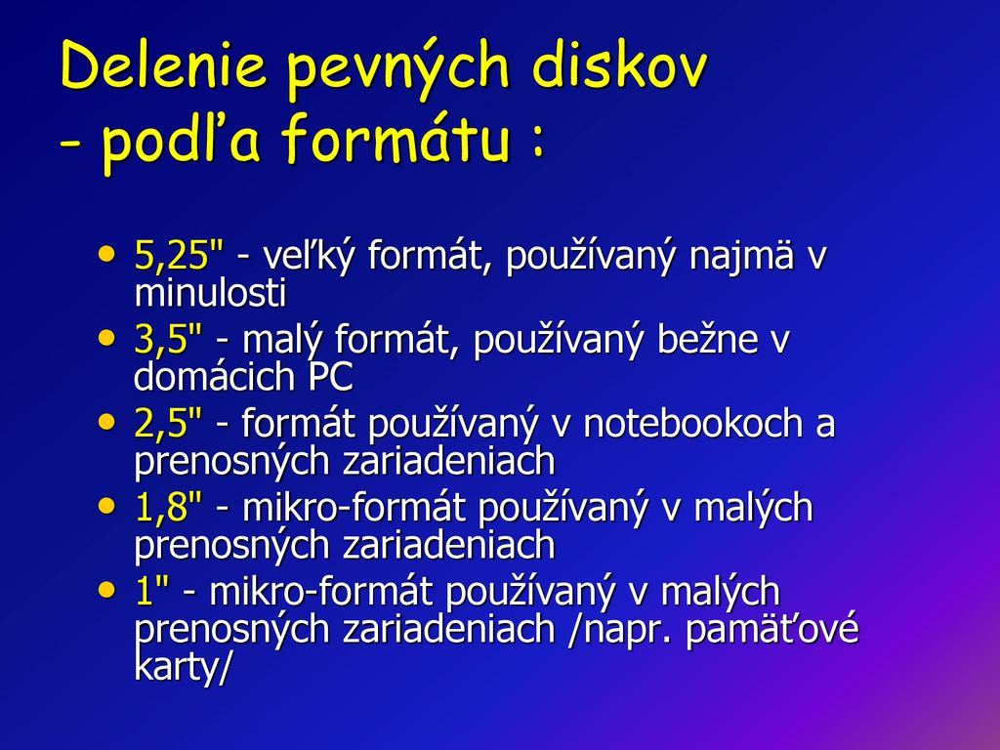 Delenie pevných diskov
- podľa formátu :
• 5,25" - veľký formát, používaný najmä v
minulosti
• 3,5" - malý formát, používaný bežne v
domácich PC
• 2,5" - formát používaný v notebookoch a
prenosných zariadeniach
• 1,8" - mikro-formát používaný v malých
prenosných zariadeniach
• 1" - mikro-formát používaný v malých
prenosných zariadeniach /napr. pamäťové
karty/